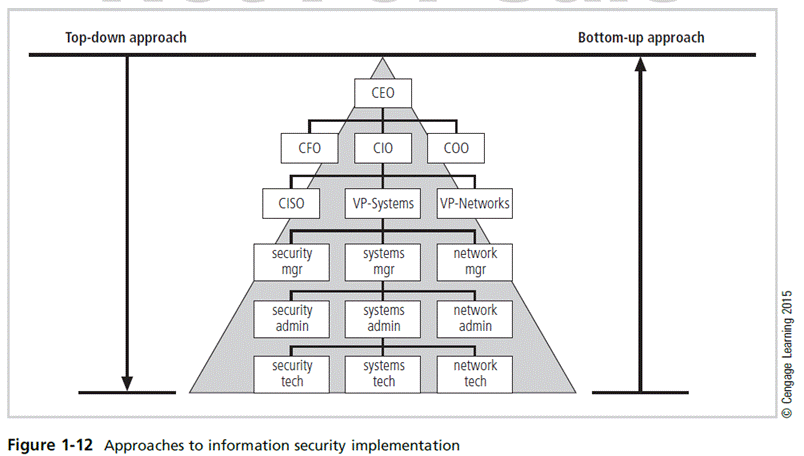 Top-down approach
Bottom-up approach
CEO
CFO
CIO
COO
CISO
VP-Systems
VP-Networks
security
mgr
systems
mgr
network
mgr
security
admin
systems
admin
network
admin
security
tech
systems
tech
network
tech
© Cengage Learning 2015
Figure 1-12 Approaches to information security implementation